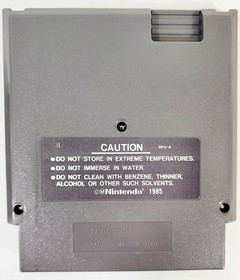 11
CAUTION REV-A
●DO NOT STORE IN EXTREME TEMPERATURES.
●DO NOT IMMERSE IN WATER.
●DO NOT CLEAN WITH BENZENE, THINNER,
ALCOHOL OR OTHER SUCH SOLVENTS.
©Nintendo 1985